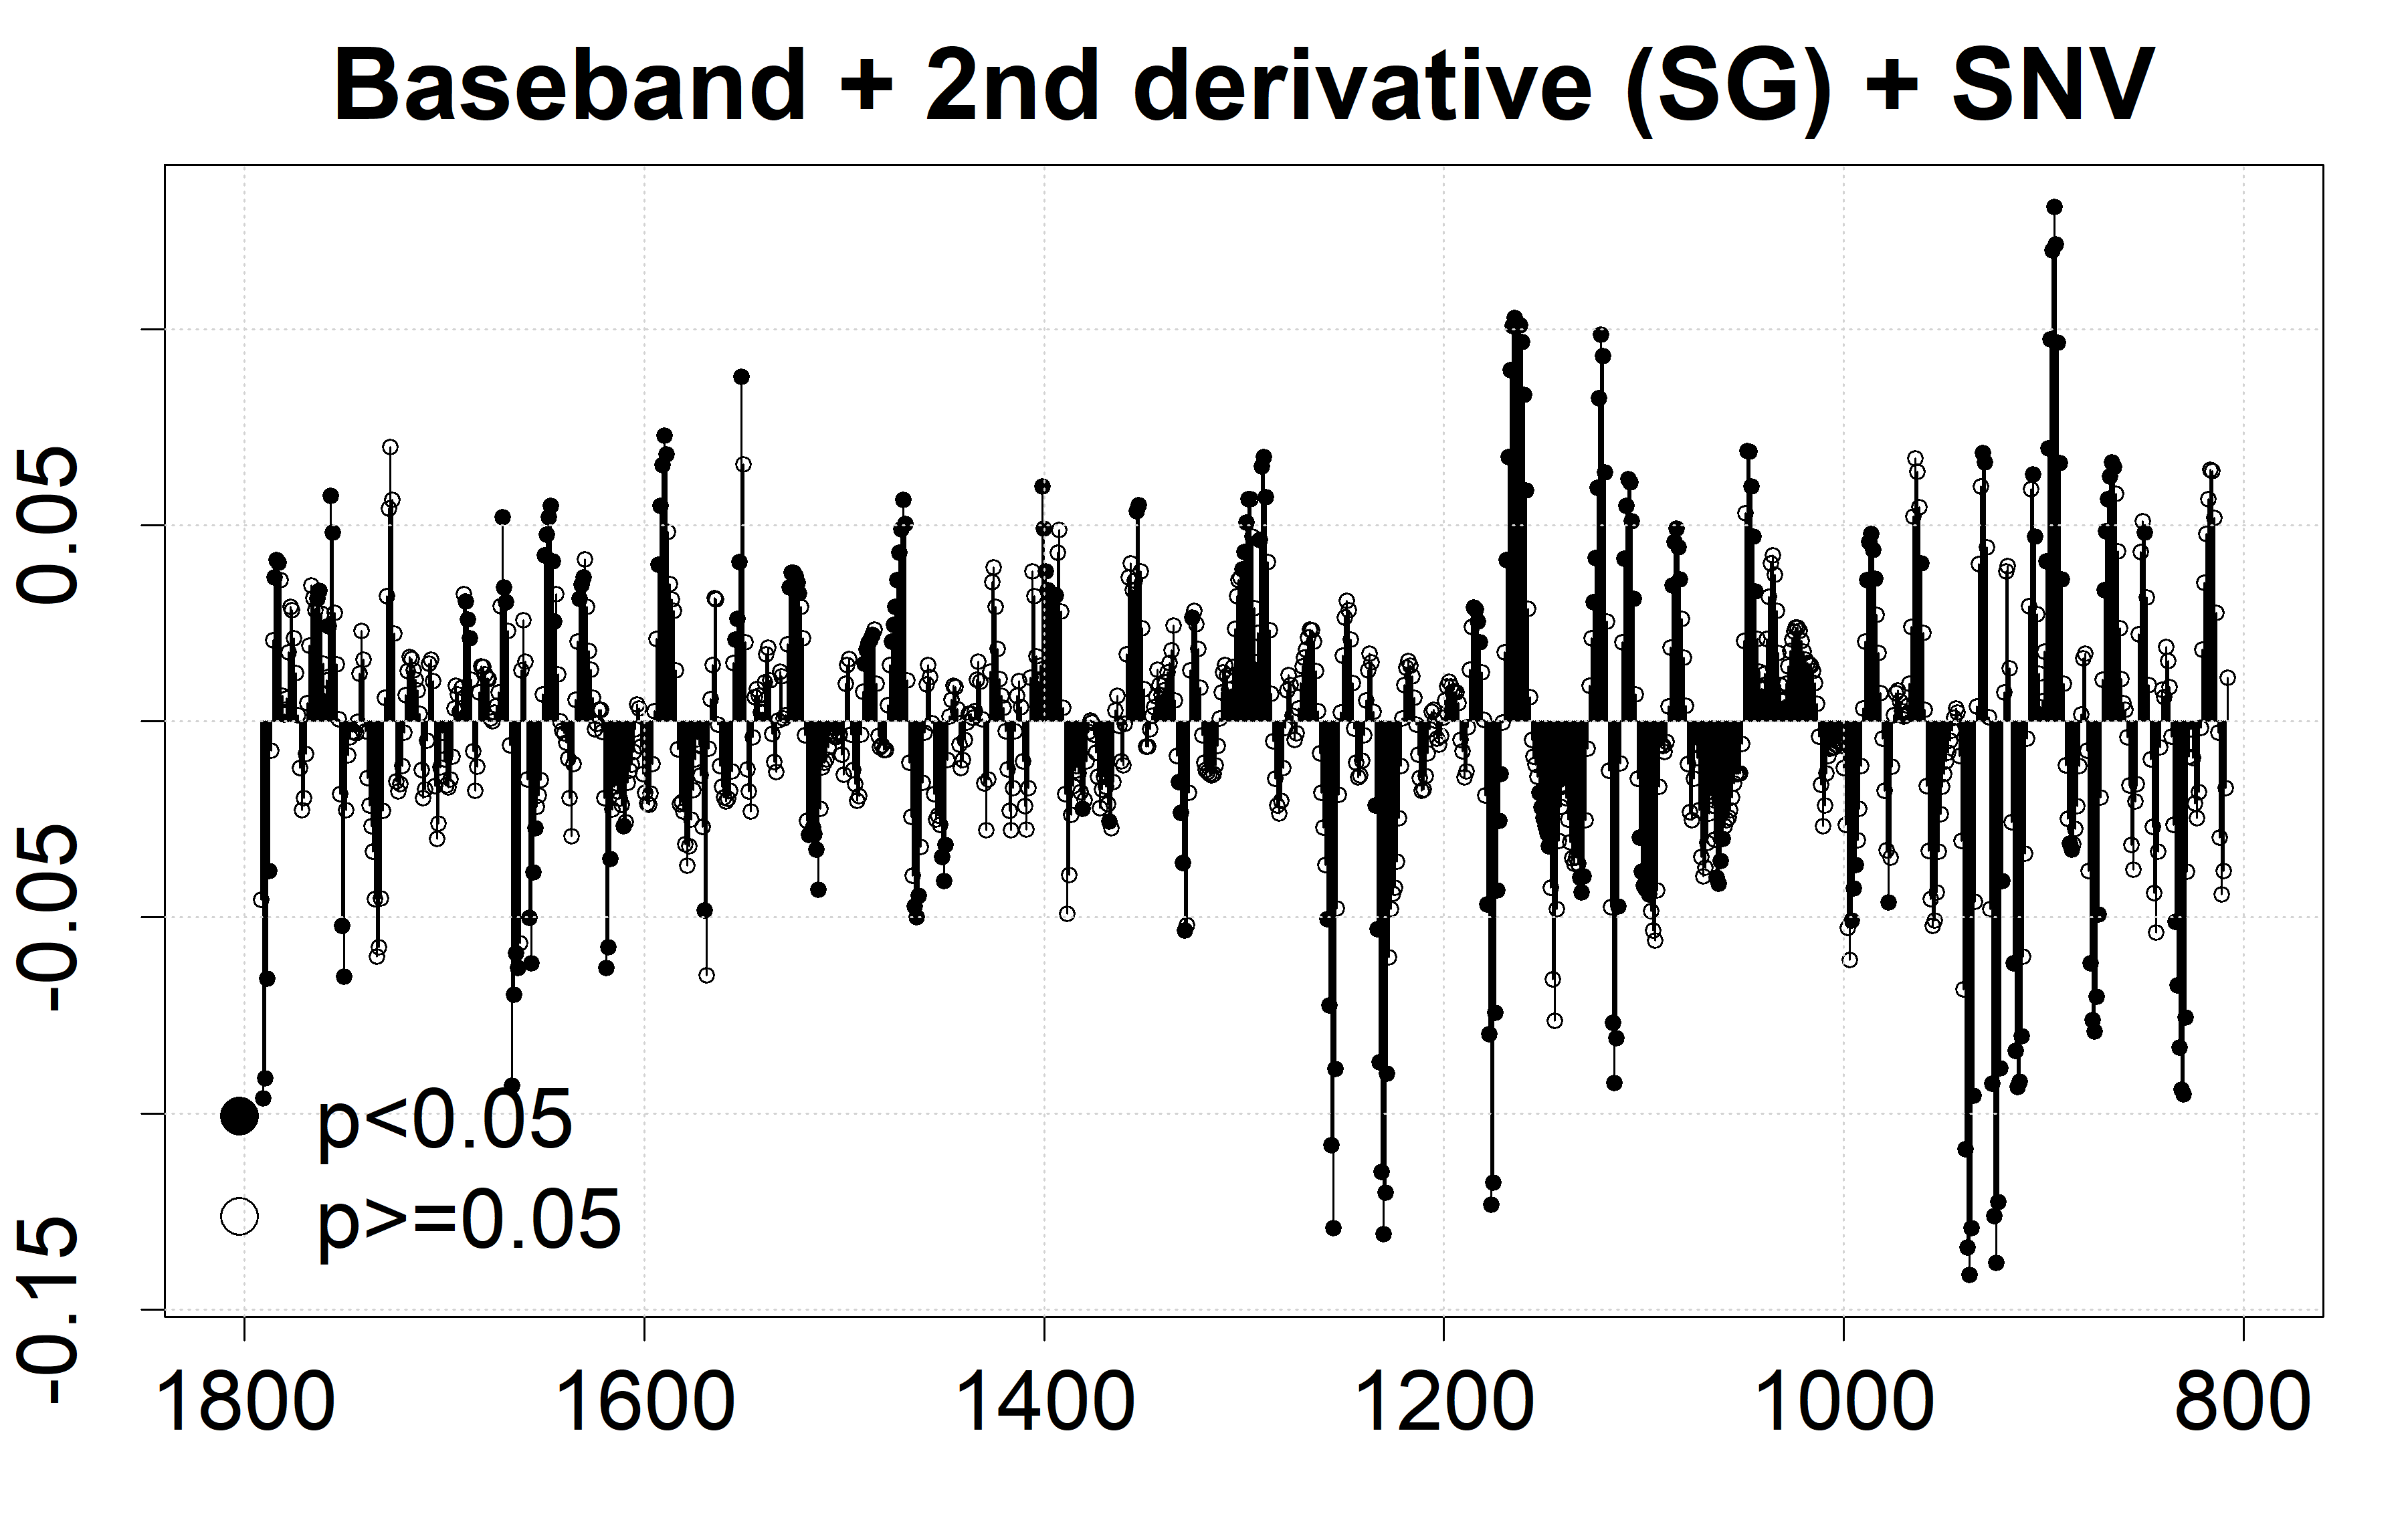 Baseband + 2nd derivative (SG) + SNV
0.05
-0.05
-0.15
p<0.05
p>=0.05
1800 1600 1400 1200 1000 800